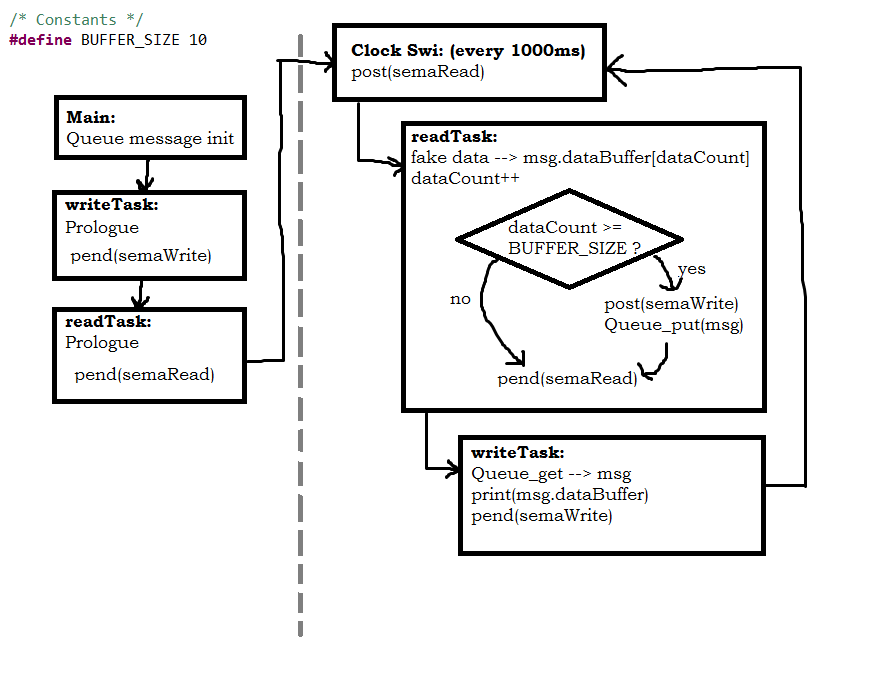 /* Constants */
#define BUFFER_SIZE 10
Main:
Queue message init
writeTask:
Prologue
pend(semaWrite)
readTask:
Prologue
pend(semaRead)
Clock Swi: (every 1000ms)
post(semaRead)
readTask:
fake data --> msg.dataBuffer[dataCount]
dataCount++
dataCount >=
BUFFER_SIZE ?
no
yes
post(semaWrite)
Queue_put(msg)
pend(semaRead)
writeTask:
Queue_get --> msg
print(msg.dataBuffer)
pend(semaWrite)